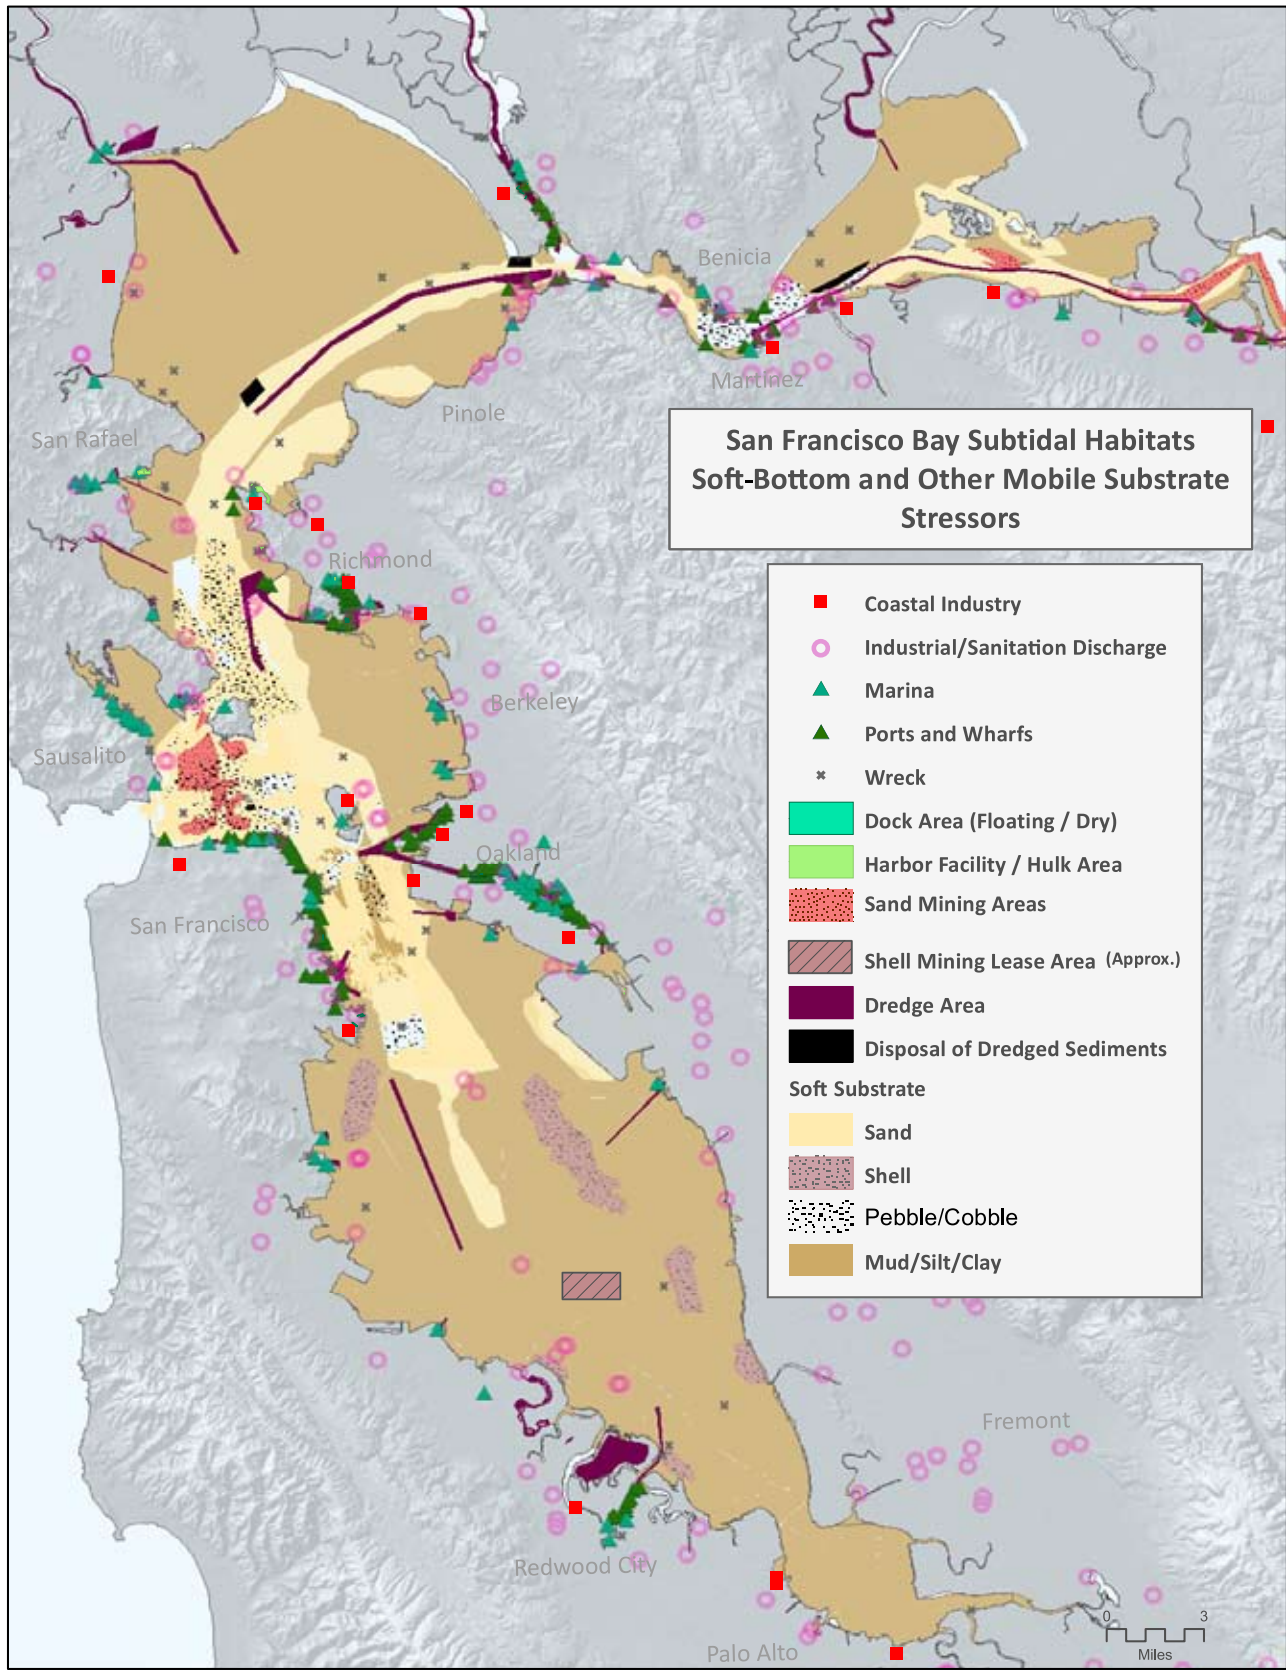 Benicia
Martinez
Pinole
San Rafael
San Francisco Bay Subtidal Habitats
Soft-Bottom and Other Mobile Substrate
Stressors
Richmond
Berkeley
Sausalito
Oakland
San Francisco
Coastal Industry
Industrial/Sanitation Discharge
Marina
Ports and Wharfs
Wreck
Dock Area (Floating / Dry)
Harbor Facility / Hulk Area
Sand Mining Areas
Shell Mining Lease Area (Approx.)
Dredge Area
Disposal of Dredged Sediments
Soft Substrate
Sand
Shell
Pebble/Cobble
Mud/Silt/Clay
Fremont
Redwood City
Palo Alto
0 3
Miles